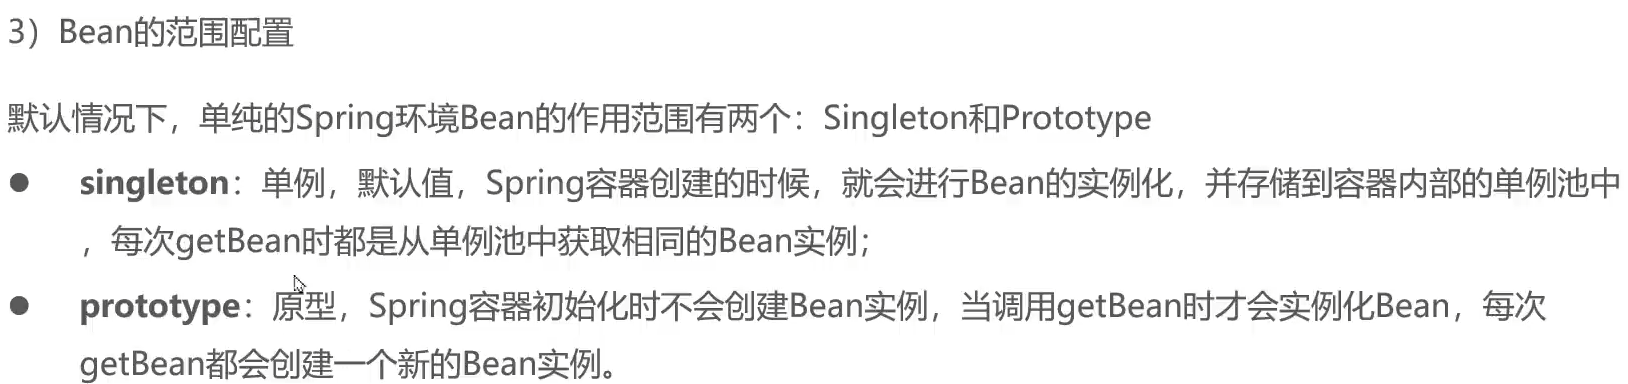 3）Bean的范围配置
默认情况下，单纯的Spring环境Bean的作用范围有两个：Singleton和Prototype
● singleton：单例，默认值，Spring容器创建的时候，就会进行Bean的实例化，并存储到容器内部的单例池中
，每次getBean时都是从单例池中获取相同的Bean实例；
● prototype：原型，Spring容器初始化时不会创建Bean实例，当调用getBean时才会实例化Bean，每次
getBean都会创建一个新的Bean实例。